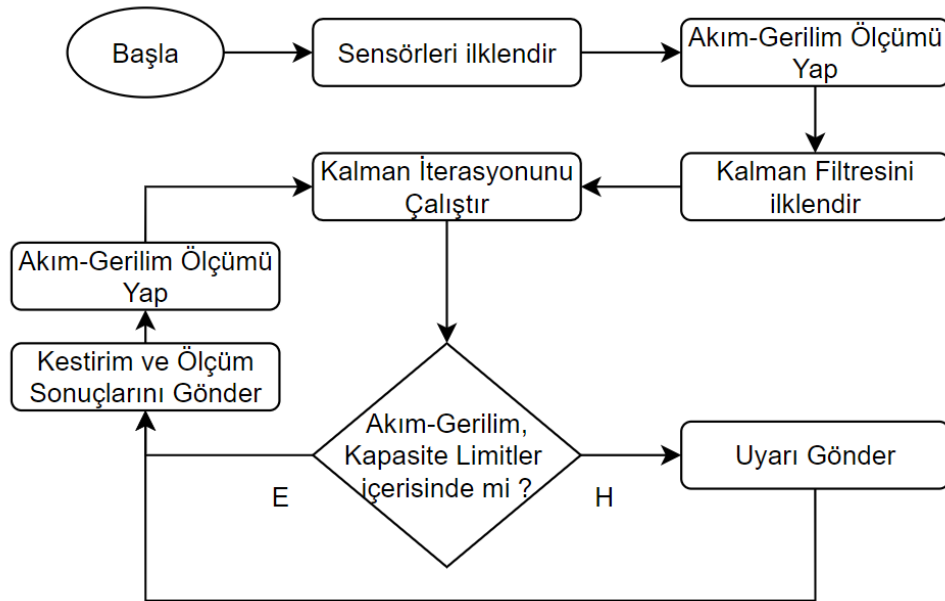 Başla
Sensörleri ilklendir
Akım-Gerilim Ölçümü
Yap
Kalman İterasyonunu
Çalıştır
Kalman Filtresini
ilklendir
Akım-Gerilim Ölçümü
Yap
Kestirim ve Ölçüm
Sonuçlarını Gönder
Akım-Gerilim,
Kapasite Limitler
içerisinde mi ?
Uyarı Gönder
E
H